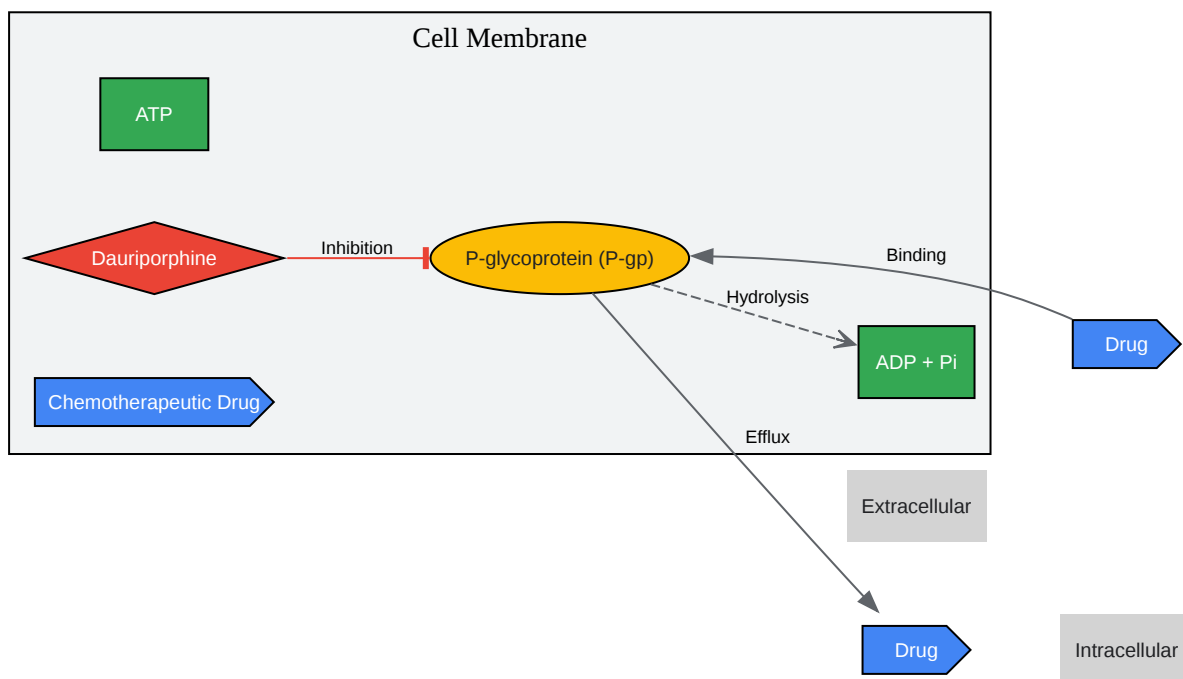 Cell Membrane
ATP
Dauriporphine
Inhibition
P-glycoprotein (P-gp)
Binding
Hydrolysis
Drug
ADP + Pi
Chemotherapeutic Drug
Efflux
Extracellular
Drug
Intracellular